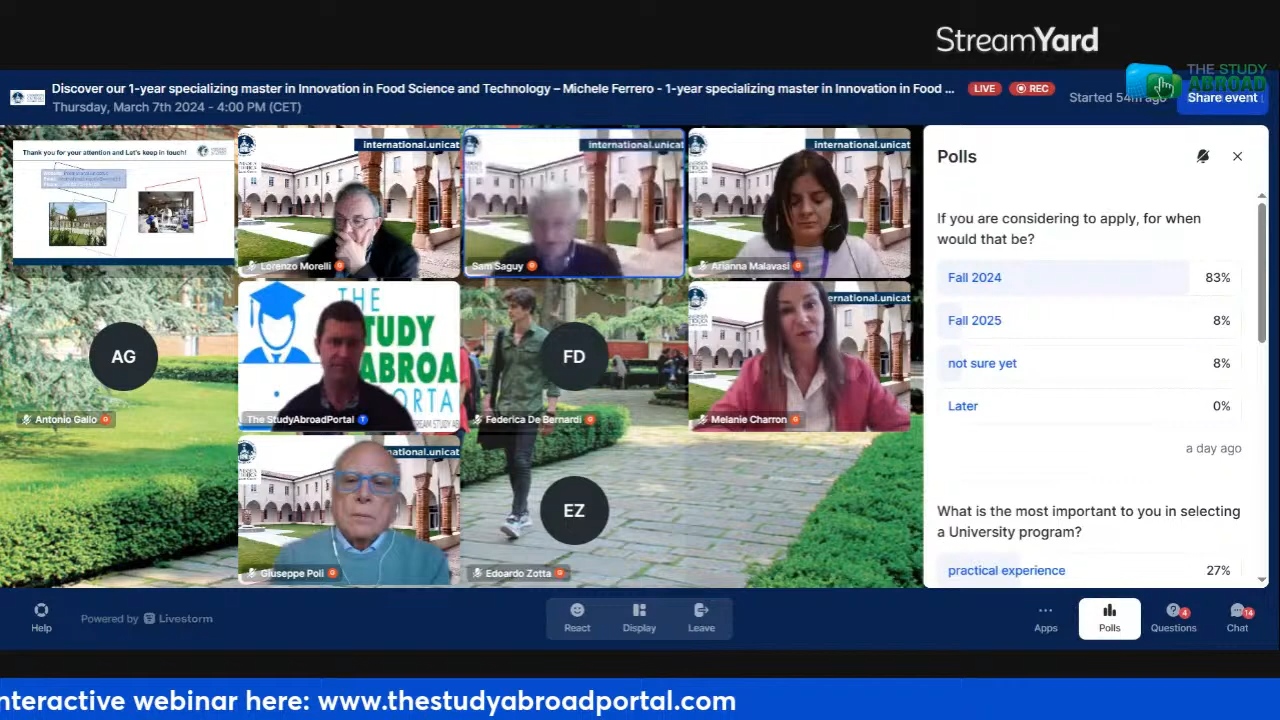 StreamYard
THE STUDY
ABROAD
Discover our 1-year specializing master in Innovation in Food Science and Technology – Michele Ferrero - 1-year specializing master in Innovation in Food ...
LIVE
REC
Thursday, March 7th 2024 - 4:00 PM (CET)
Started 54m ago
Share event
Thank you for your attention and Let's keep in touch!
international.unicat
Lorenzo Morelli
international.unicat
Sam Saguy
international.unicat
Arianna Malavasi
AG
Antonio Gallo
THE
STUDY
ABROA
ORTA
The StudyAbroadPortal
FD
Federica De Bernardi
ernational.unicat
Melanie Charron
national.unicat
Giuseppe Poli
EZ
Edoardo Zotta
Polls
If you are considering to apply, for when
would that be?
Fall 2024 83%
Fall 2025 8%
not sure yet 8%
Later 0%
a day ago
What is the most important to you in selecting
a University program?
practical experience 27%
Help
Powered by Livestorm
React
Display
Leave
Apps
Polls
4
Questions
14
Chat
nteractive webinar here: www.thestudyabroadportal.com